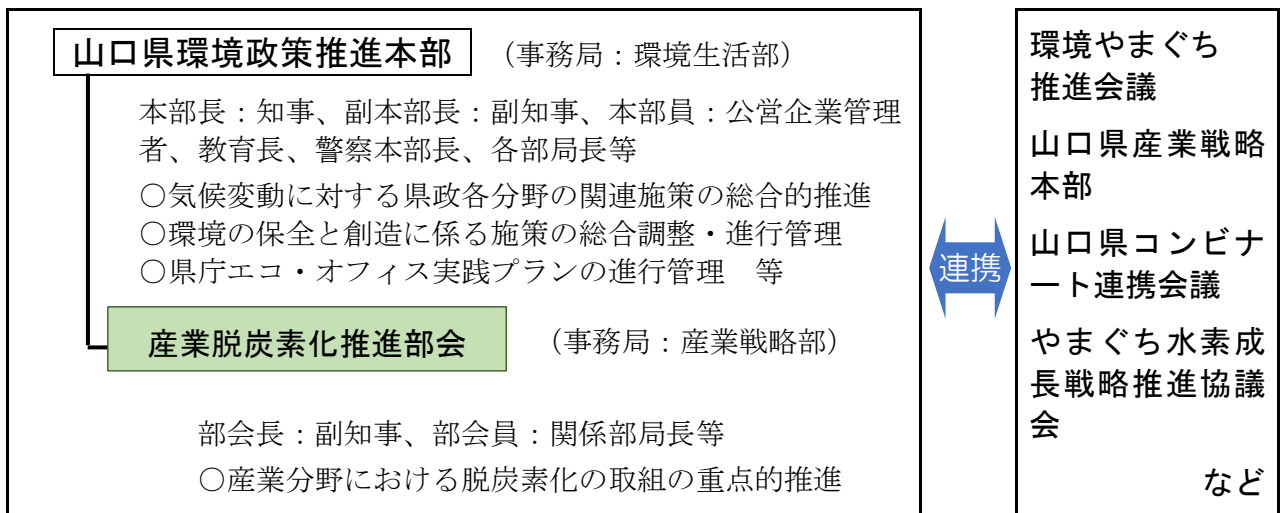 山口県環境政策推進本部 （事務局：環境生活部）
本部長：知事、副本部長：副知事、本部員：公営企業管理
者、教育長、警察本部長、各部局長等
○気候変動に対する県政各分野の関連施策の総合的推進
○環境の保全と創造に係る施策の総合調整・進行管理
○県庁エコ・オフィス実践プランの進行管理　等
産業脱炭素化推進部会 （事務局：産業戦略部）
部会長：副知事、部会員：関係部局長等
○産業分野における脱炭素化の取組の重点的推進
連携
環境やまぐち
推進会議
山口県産業戦略
本部
山口県コンビナ
ート連携会議
やまぐち水素成
長戦略推進協議
会
など